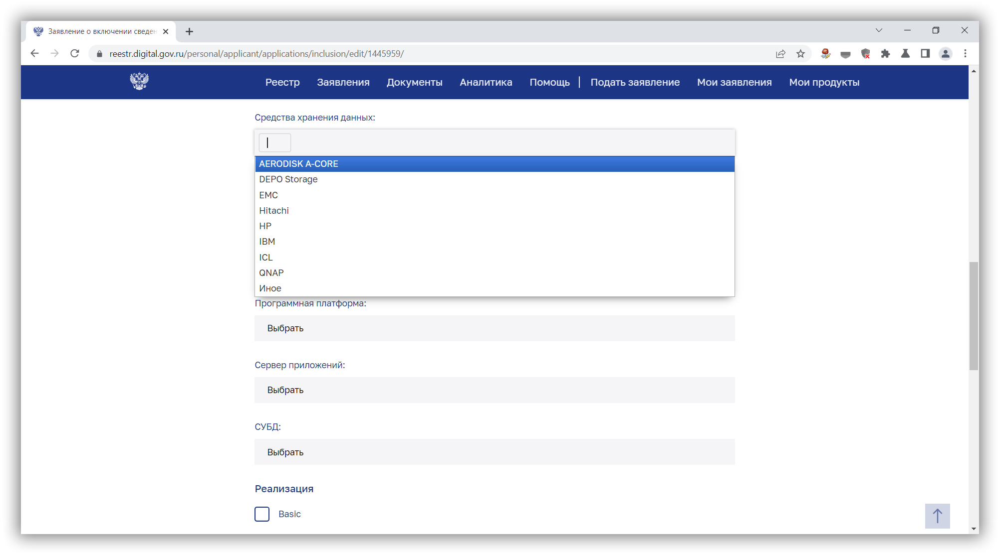 Заявление о включении сведен
reestr.digital.gov.ru/personal/applicant/applications/inclusion/edit/1445959/
Реестр Заявления Документы Аналитика Помощь | Подать заявление Мои заявления Мои продукты
Средства хранения данных:
AERODISK A-CORE
DEPO Storage
EMC
Hitachi
HP
IBM
ICL
QNAP
Иное
Программная платформа:
Выбрать
Сервер приложений:
Выбрать
СУБД:
Выбрать
Реализация
Basic